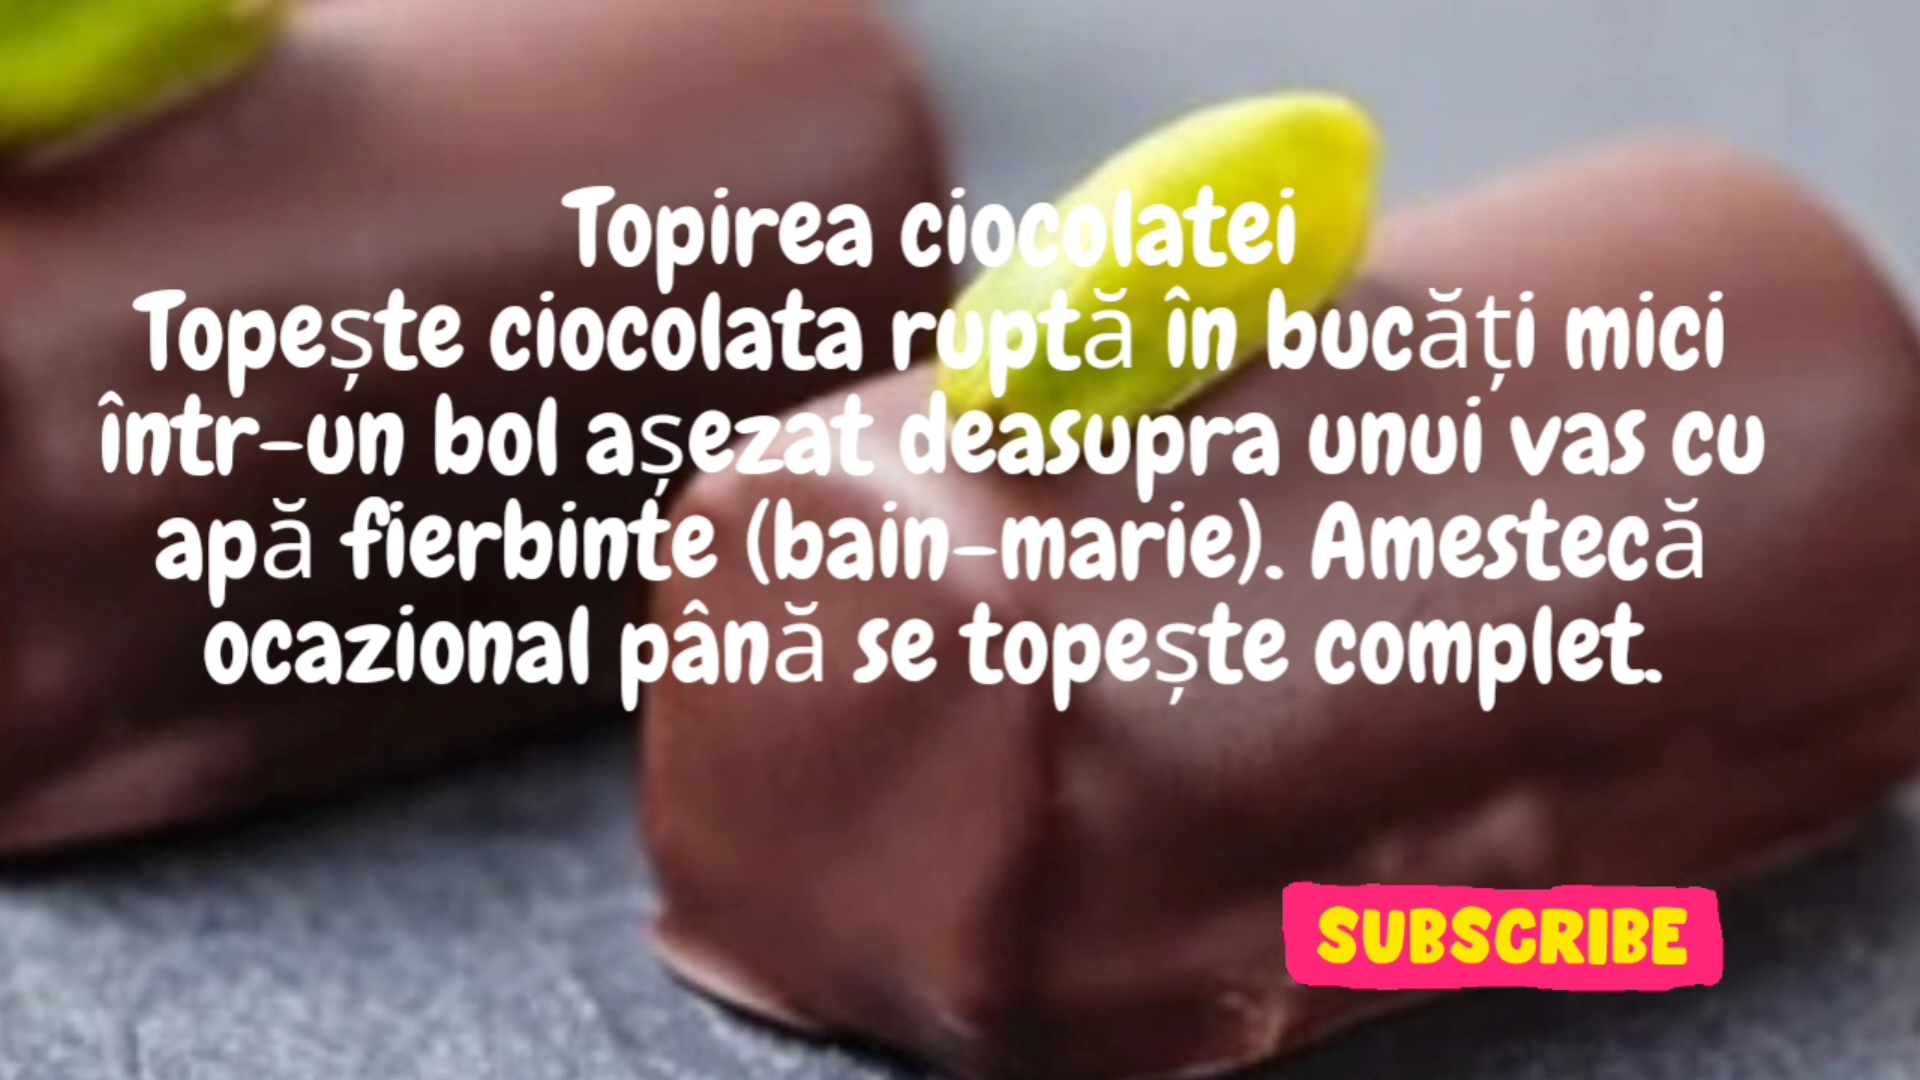 Topirea ciocolatei
Topește ciocolata ruptă în bucăți mici
într-un bol așezat deasupra unui vas cu
apă fierbinte (bain-marie). Amestecă
ocazional până se topește complet.
SUBSCRIBE